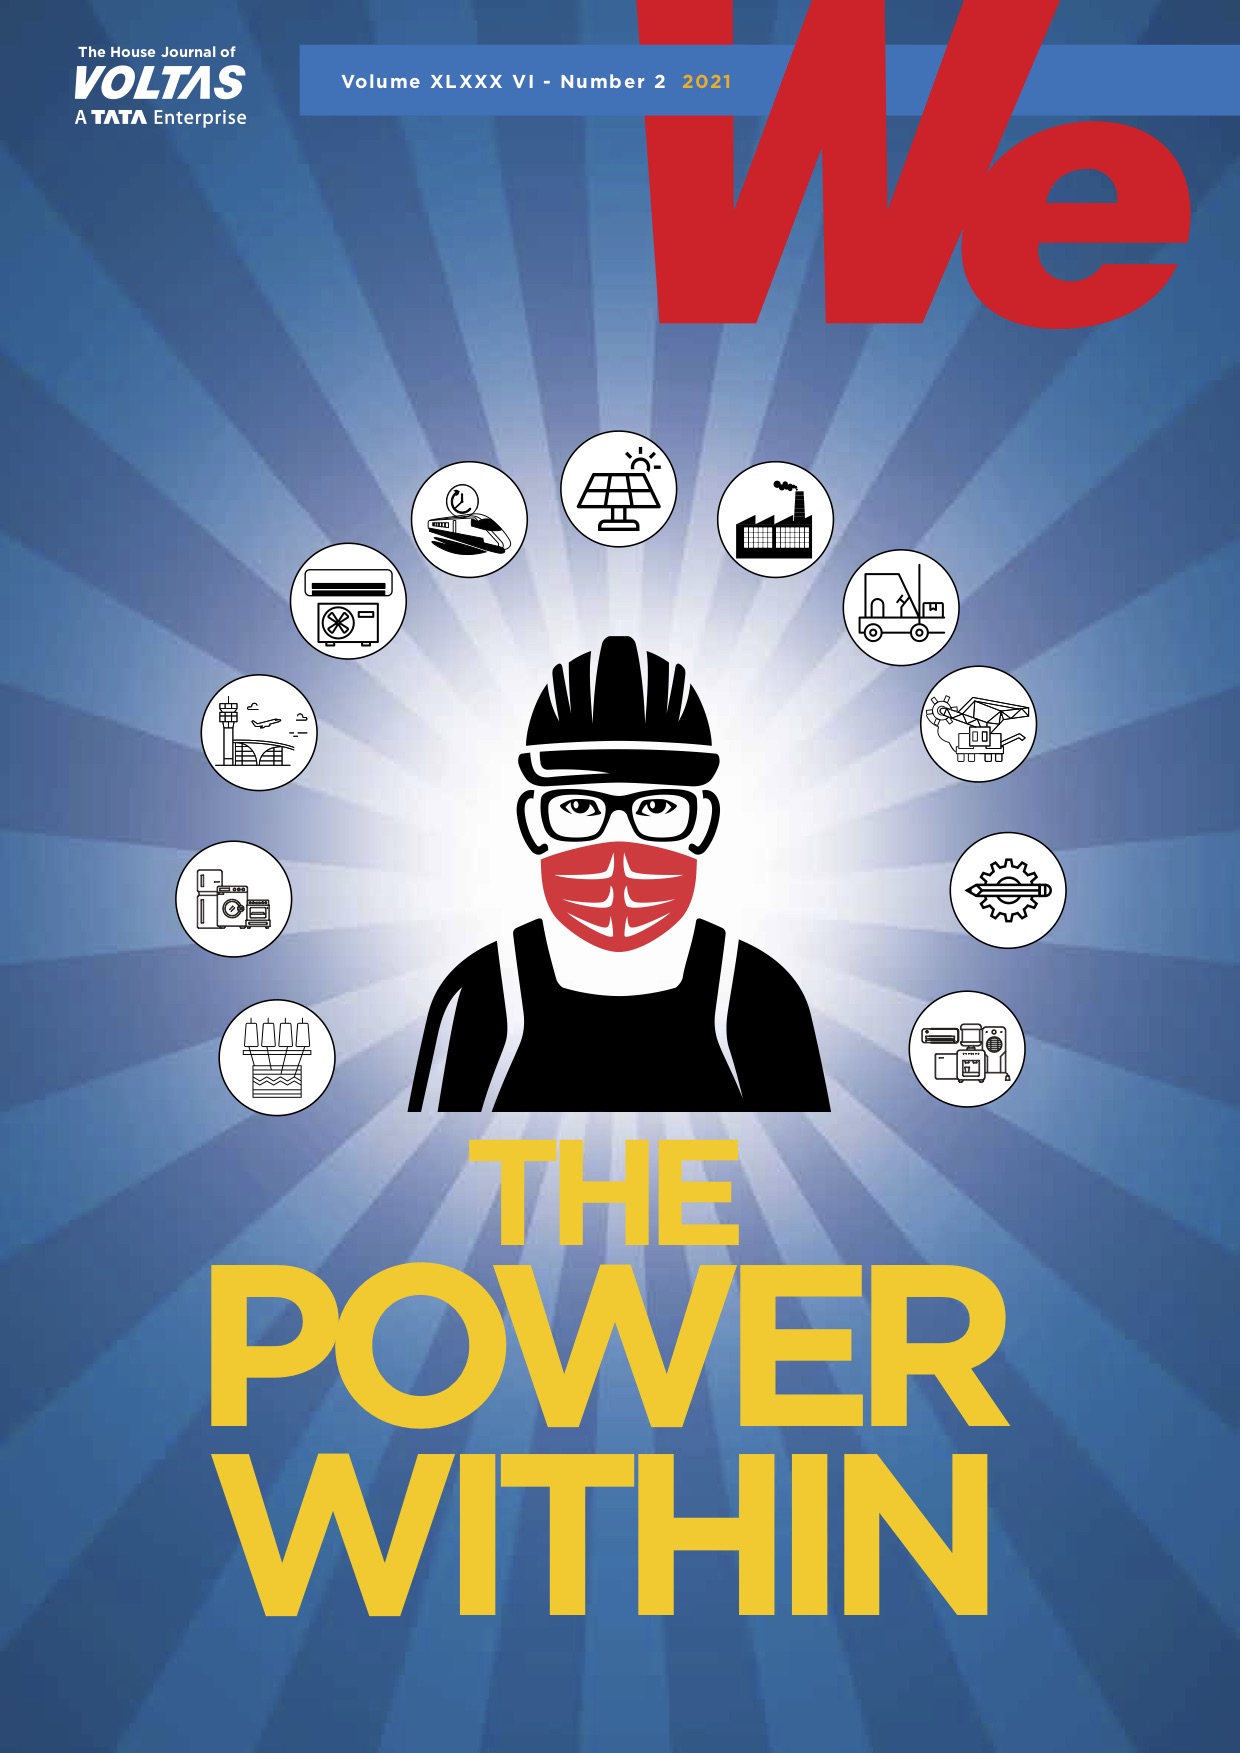 The House Journal of
VOLTAS
A TATA Enterprise
Volume XLXXX VI - Number 2 2021
We
THE
POWER
WITHIN